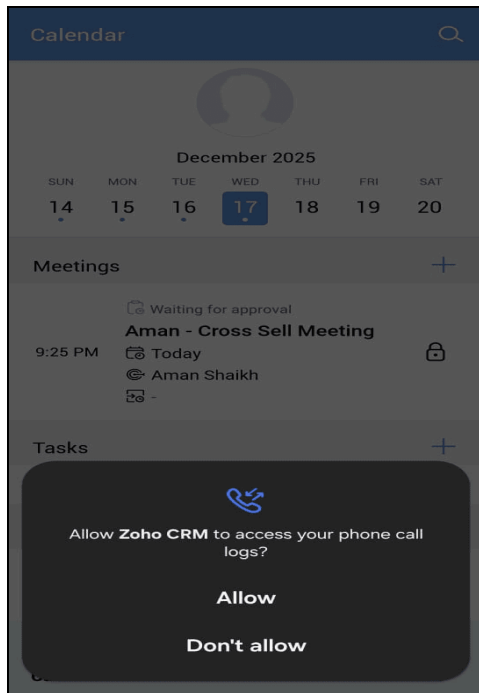 Calendar
December 2025
SUN MON TUE WED THU FRI SAT
14 15 16 17 18 19 20
Meetings
Waiting for approval
Aman - Cross Sell Meeting
9:25 PM
Today
Aman Shaikh
-
Tasks
Allow Zoho CRM to access your phone call
logs?
Allow
Don't allow